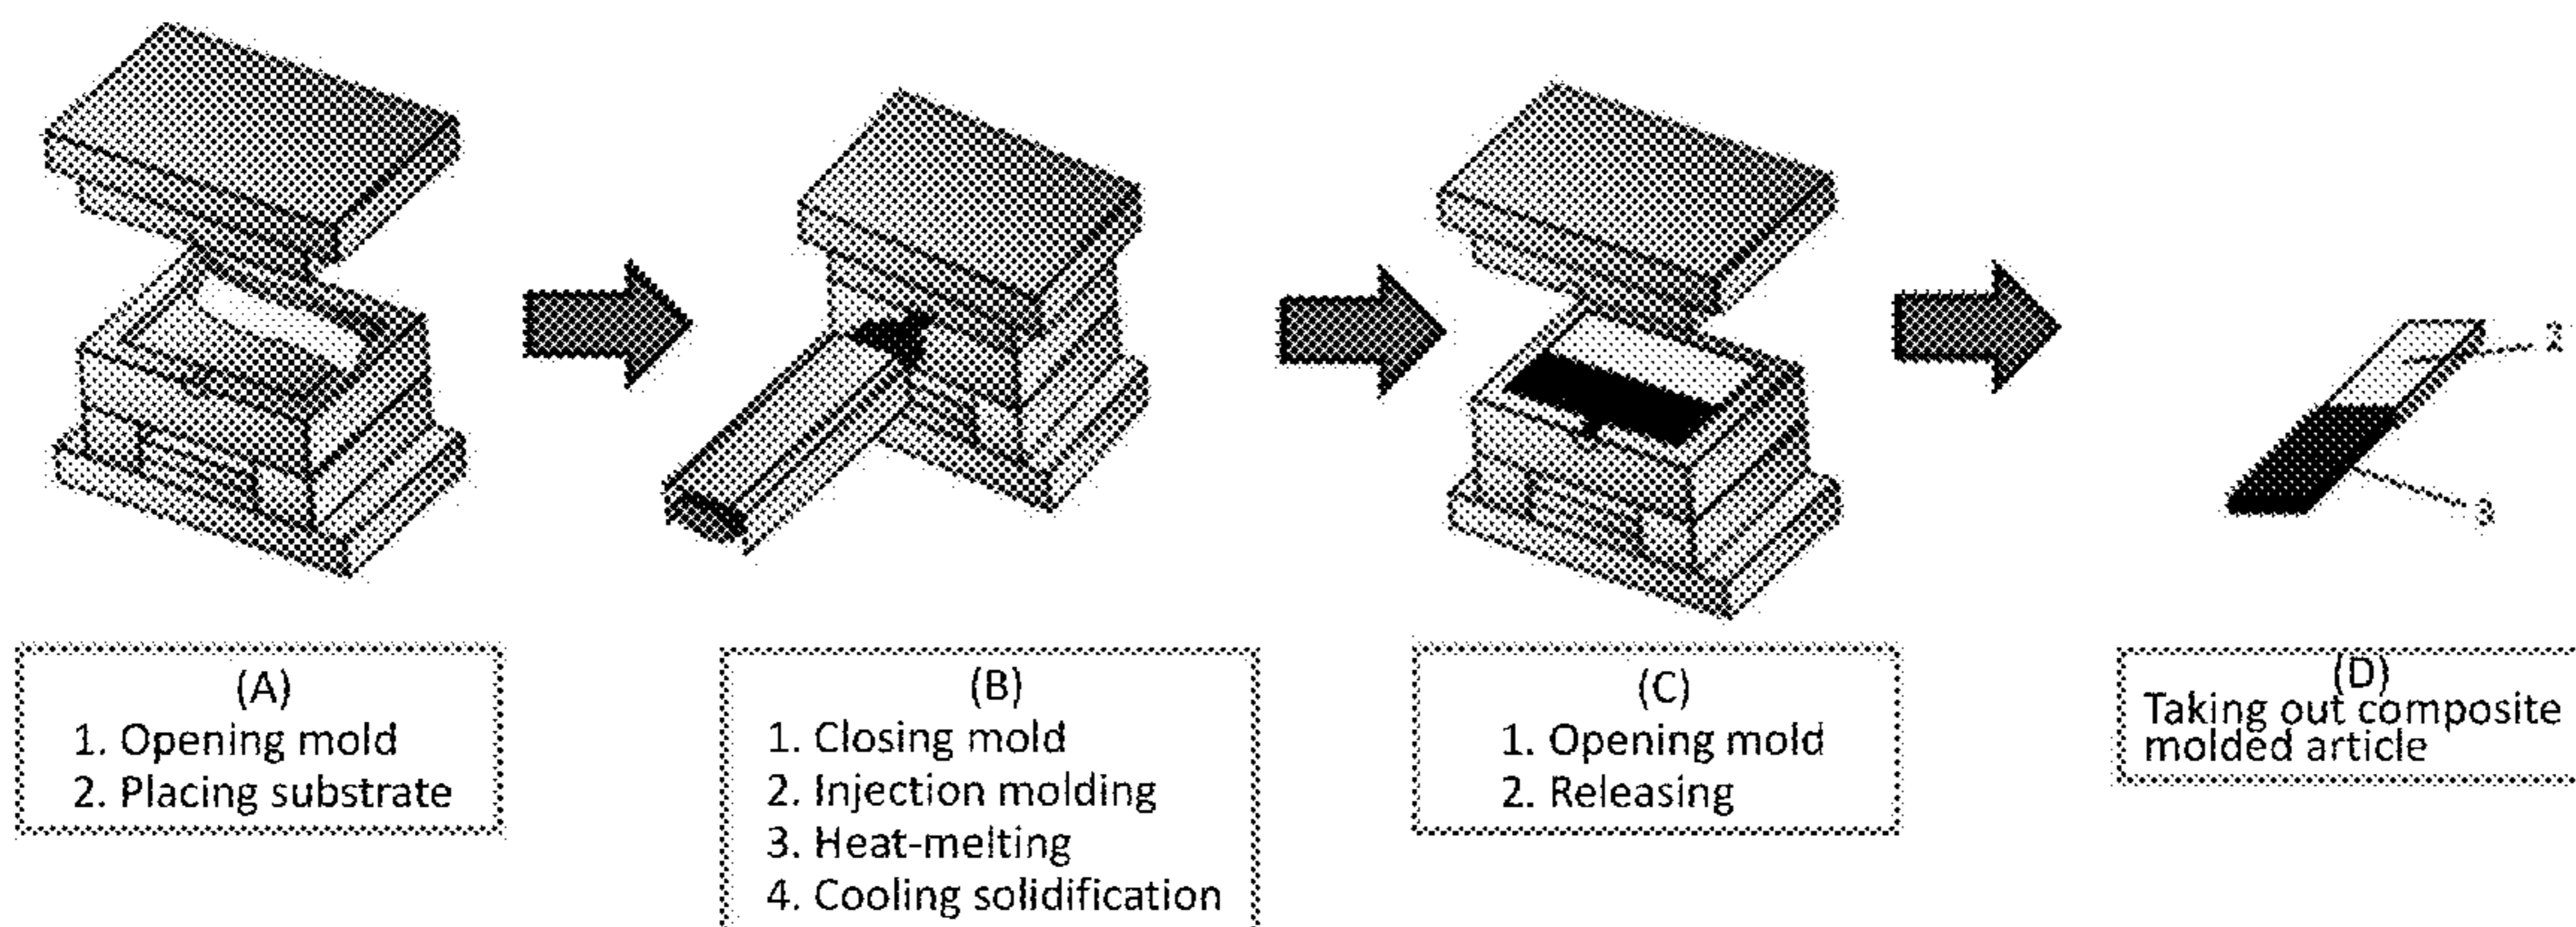 2
3
(A)
1. Opening mold
2. Placing substrate
(B)
1. Closing mold
2. Injection molding
3. Heat-melting
4. Cooling solidification
(C)
1. Opening mold
2. Releasing
(D)
Taking out composite
molded article